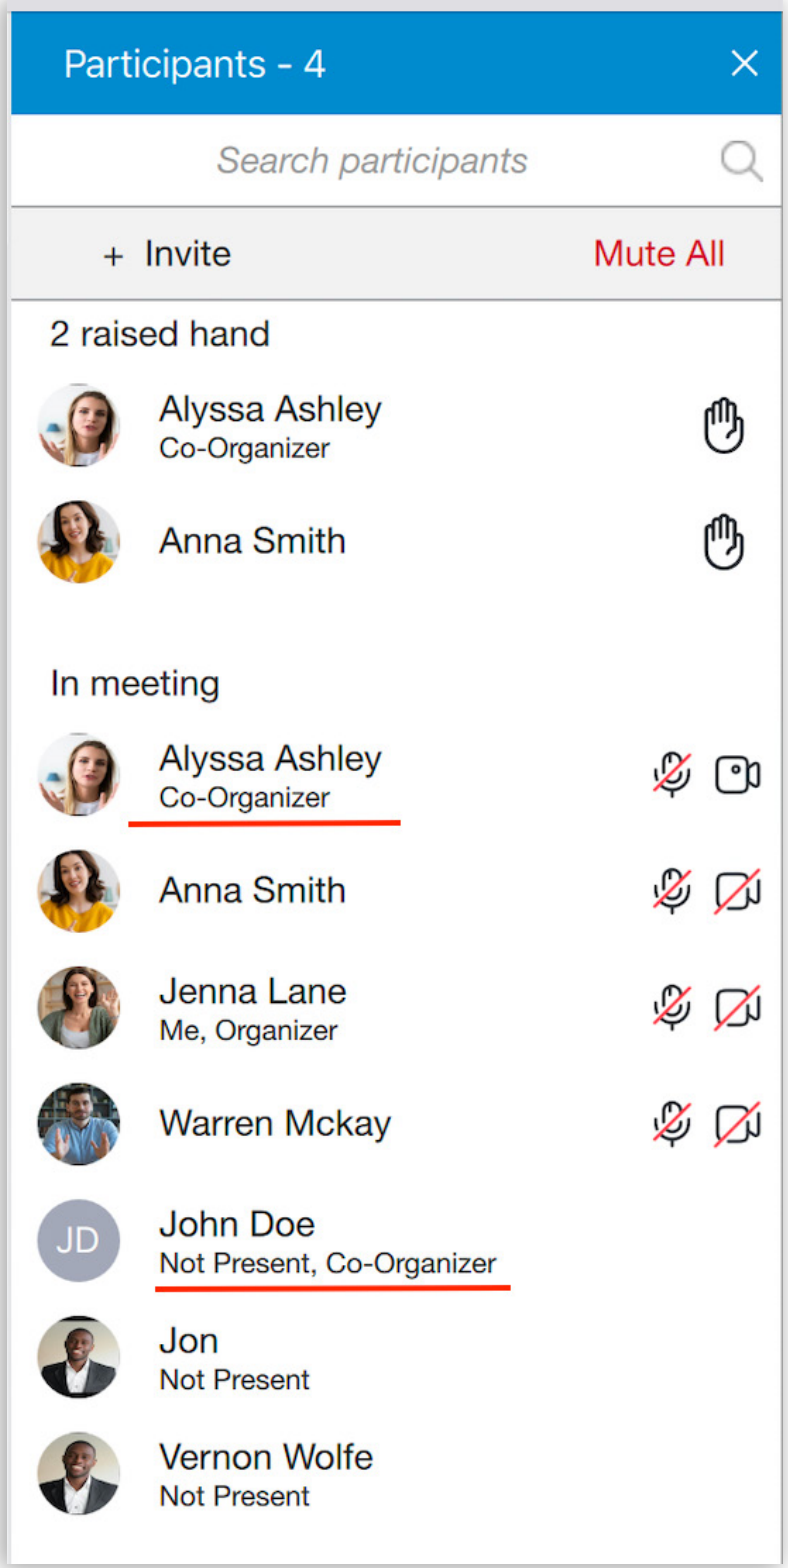 Participants - 4
Search participants
+ Invite
Mute All
2 raised hand
Alyssa Ashley
Co-Organizer
Anna Smith
In meeting
Alyssa Ashley
Co-Organizer
Anna Smith
Jenna Lane
Me, Organizer
Warren Mckay
JD
John Doe
Not Present, Co-Organizer
Jon
Not Present
Vernon Wolfe
Not Present